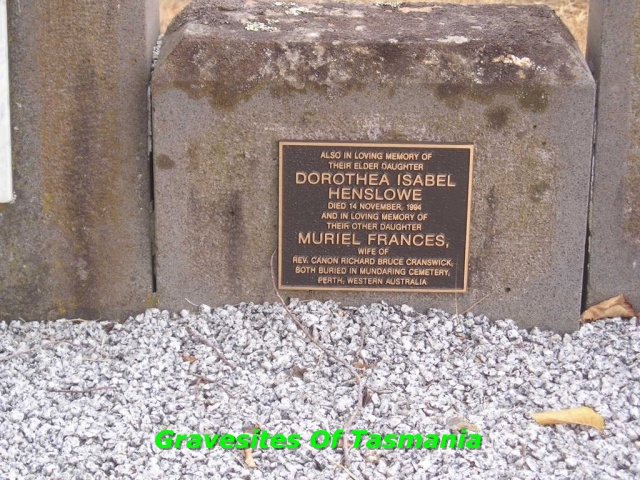 ALSO IN LOVING MEMORY OF
THEIR ELDER DAUGHTER
DOROTHEA ISABEL
HENSLOWE
DIED 14 NOVEMBER, 1994
AND IN LOVING MEMORY OF
THEIR OTHER DAUGHTER
MURIEL FRANCES,
WIFE OF
REV. CANON RICHARD BRUCE CRANSWICK,
BOTH BURIED IN MUNDARING CEMETERY,
PERTH, WESTERN AUSTRALIA
Gravesites Of Tasmania